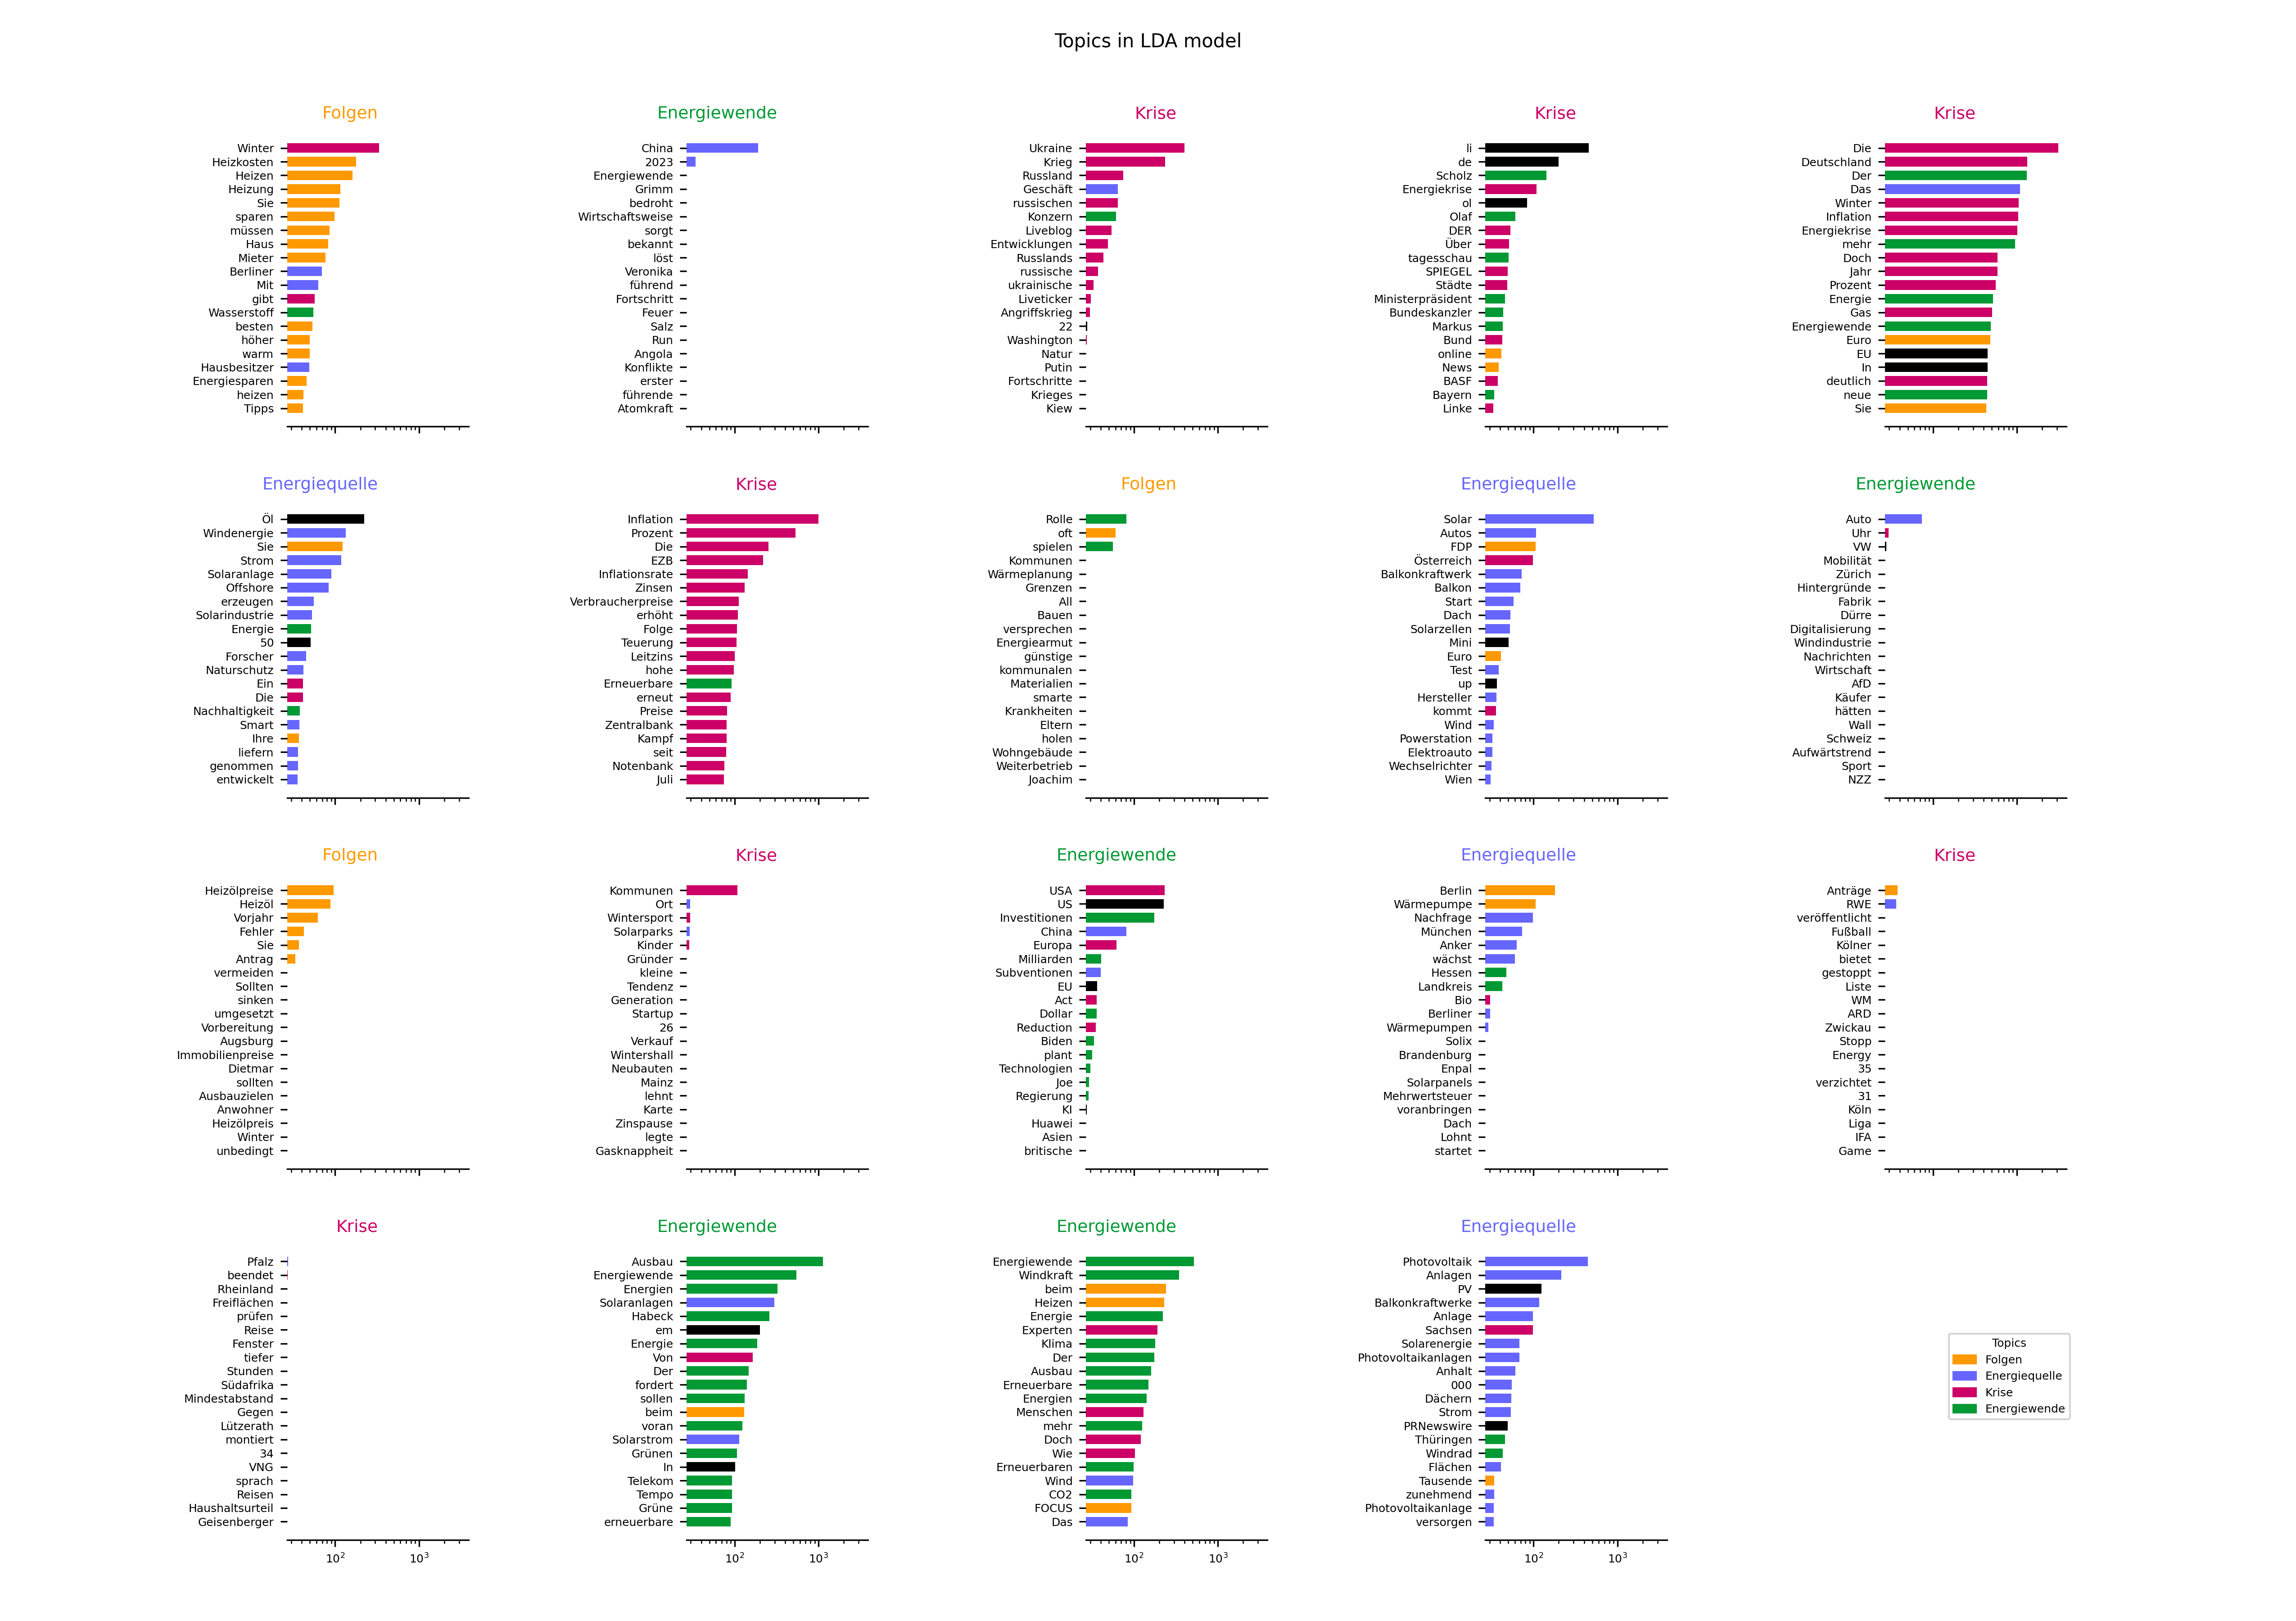 Topics in LDA model
Folgen
Winter
Heizkosten
Heizen
Heizung
Sie
sparen
müssen
Haus
Mieter
Berliner
Mit
gibt
Wasserstoff
besten
höher
warm
Hausbesitzer
Energiesparen
heizen
Tipps
Energiewende
China
2023
Energiewende
Grimm
bedroht
Wirtschaftsweise
sorgt
bekannt
löst
Veronika
führend
Fortschritt
Feuer
Salz
Run
Angola
Konflikte
erster
führende
Atomkraft
Krise
Ukraine
Krieg
Russland
Geschäft
russischen
Konzern
Liveblog
Entwicklungen
Russlands
russische
ukrainische
Liveticker
Angriffskrieg
22
Washington
Natur
Putin
Fortschritte
Krieges
Kiew
Krise
li
de
Scholz
Energiekrise
ol
Olaf
DER
Über
tagesschau
SPIEGEL
Städte
Ministerpräsident
Bundeskanzler
Markus
Bund
online
News
BASF
Bayern
Linke
Krise
Die
Deutschland
Der
Das
Winter
Inflation
Energiekrise
mehr
Doch
Jahr
Prozent
Energie
Gas
Energiewende
Euro
EU
In
deutlich
neue
Sie
Energiequelle
Öl
Windenergie
Sie
Strom
Solaranlage
Offshore
erzeugen
Solarindustrie
Energie
50
Forscher
Naturschutz
Ein
Die
Nachhaltigkeit
Smart
Ihre
liefern
genommen
entwickelt
Krise
Inflation
Prozent
Die
EZB
Inflationsrate
Zinsen
Verbraucherpreise
erhöht
Folge
Teuerung
Leitzins
hohe
Erneuerbare
erneut
Preise
Zentralbank
Kampf
seit
Notenbank
Juli
Folgen
Rolle
oft
spielen
Kommunen
Wärmeplanung
Grenzen
All
Bauen
versprechen
Energiearmut
günstige
kommunalen
Materialien
smarte
Krankheiten
Eltern
holen
Wohngebäude
Weiterbetrieb
Joachim
Energiequelle
Solar
Autos
FDP
Österreich
Balkonkraftwerk
Balkon
Start
Dach
Solarzellen
Mini
Euro
Test
up
Hersteller
kommt
Wind
Powerstation
Elektroauto
Wechselrichter
Wien
Energiewende
Auto
Uhr
VW
Mobilität
Zürich
Hintergründe
Fabrik
Dürre
Digitalisierung
Windindustrie
Nachrichten
Wirtschaft
AfD
Käufer
hätten
Wall
Schweiz
Aufwärtstrend
Sport
NZZ
Folgen
Heizölpreise
Heizöl
Vorjahr
Fehler
Sie
Antrag
vermeiden
Sollten
sinken
umgesetzt
Vorbereitung
Augsburg
Immobilienpreise
Dietmar
sollten
Ausbauzielen
Anwohner
Heizölpreis
Winter
unbedingt
Krise
Kommunen
Ort
Wintersport
Solarparks
Kinder
Gründer
kleine
Tendenz
Generation
Startup
26
Verkauf
Wintershall
Neubauten
Mainz
lehnt
Karte
Zinspause
legte
Gasknappheit
Energiewende
USA
US
Investitionen
China
Europa
Milliarden
Subventionen
EU
Act
Dollar
Reduction
Biden
plant
Technologien
Joe
Regierung
KI
Huawei
Asien
britische
Energiequelle
Berlin
Wärmepumpe
Nachfrage
München
Anker
wächst
Hessen
Landkreis
Bio
Berliner
Wärmepumpen
Solix
Brandenburg
Enpal
Solarpanels
Mehrwertsteuer
voranbringen
Dach
Lohnt
startet
Krise
Anträge
RWE
veröffentlicht
Fußball
Kölner
bietet
gestoppt
Liste
WM
ARD
Zwickau
Stopp
Energy
35
verzichtet
31
Köln
Liga
IFA
Game
Krise
Pfalz
beendet
Rheinland
Freiflächen
prüfen
Reise
Fenster
tiefer
Stunden
Südafrika
Mindestabstand
Gegen
Lützerath
montiert
34
VNG
sprach
Reisen
Haushaltsurteil
Geisenberger
10² 10³
Energiewende
Ausbau
Energiewende
Energien
Solaranlagen
Habeck
em
Energie
Von
Der
fordert
sollen
beim
voran
Solarstrom
Grünen
In
Telekom
Tempo
Grüne
erneuerbare
10² 10³
Energiewende
Energiewende
Windkraft
beim
Heizen
Energie
Experten
Klima
Der
Ausbau
Erneuerbare
Energien
Menschen
mehr
Doch
Wie
Erneuerbaren
Wind
CO2
FOCUS
Das
10² 10³
Energiequelle
Photovoltaik
Anlagen
PV
Balkonkraftwerke
Anlage
Sachsen
Solarenergie
Photovoltaikanlagen
Anhalt
000
Dächern
Strom
PRNewswire
Thüringen
Windrad
Flächen
Tausende
zunehmend
Photovoltaikanlage
versorgen
10² 10³
Topics
Folgen
Energiequelle
Krise
Energiewende